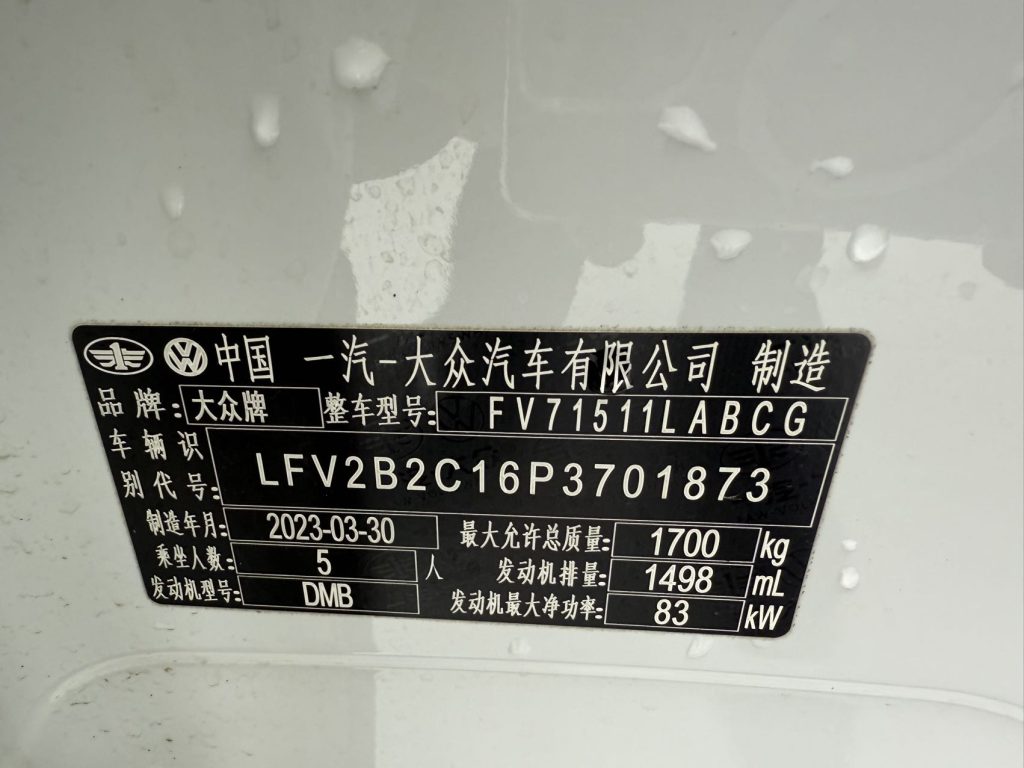 中国 一汽-大众汽车有限公司 制造
品牌: 大众牌 整车型号: FV71511LABCG
车辆识别代号: LFV2B2C16P3701873
制造年月: 2023-03-30 最大允许总质量: 1700 kg
乘坐人数: 5 人 发动机排量: 1498 mL
发动机型号: DMB 发动机最大净功率: 83 kW